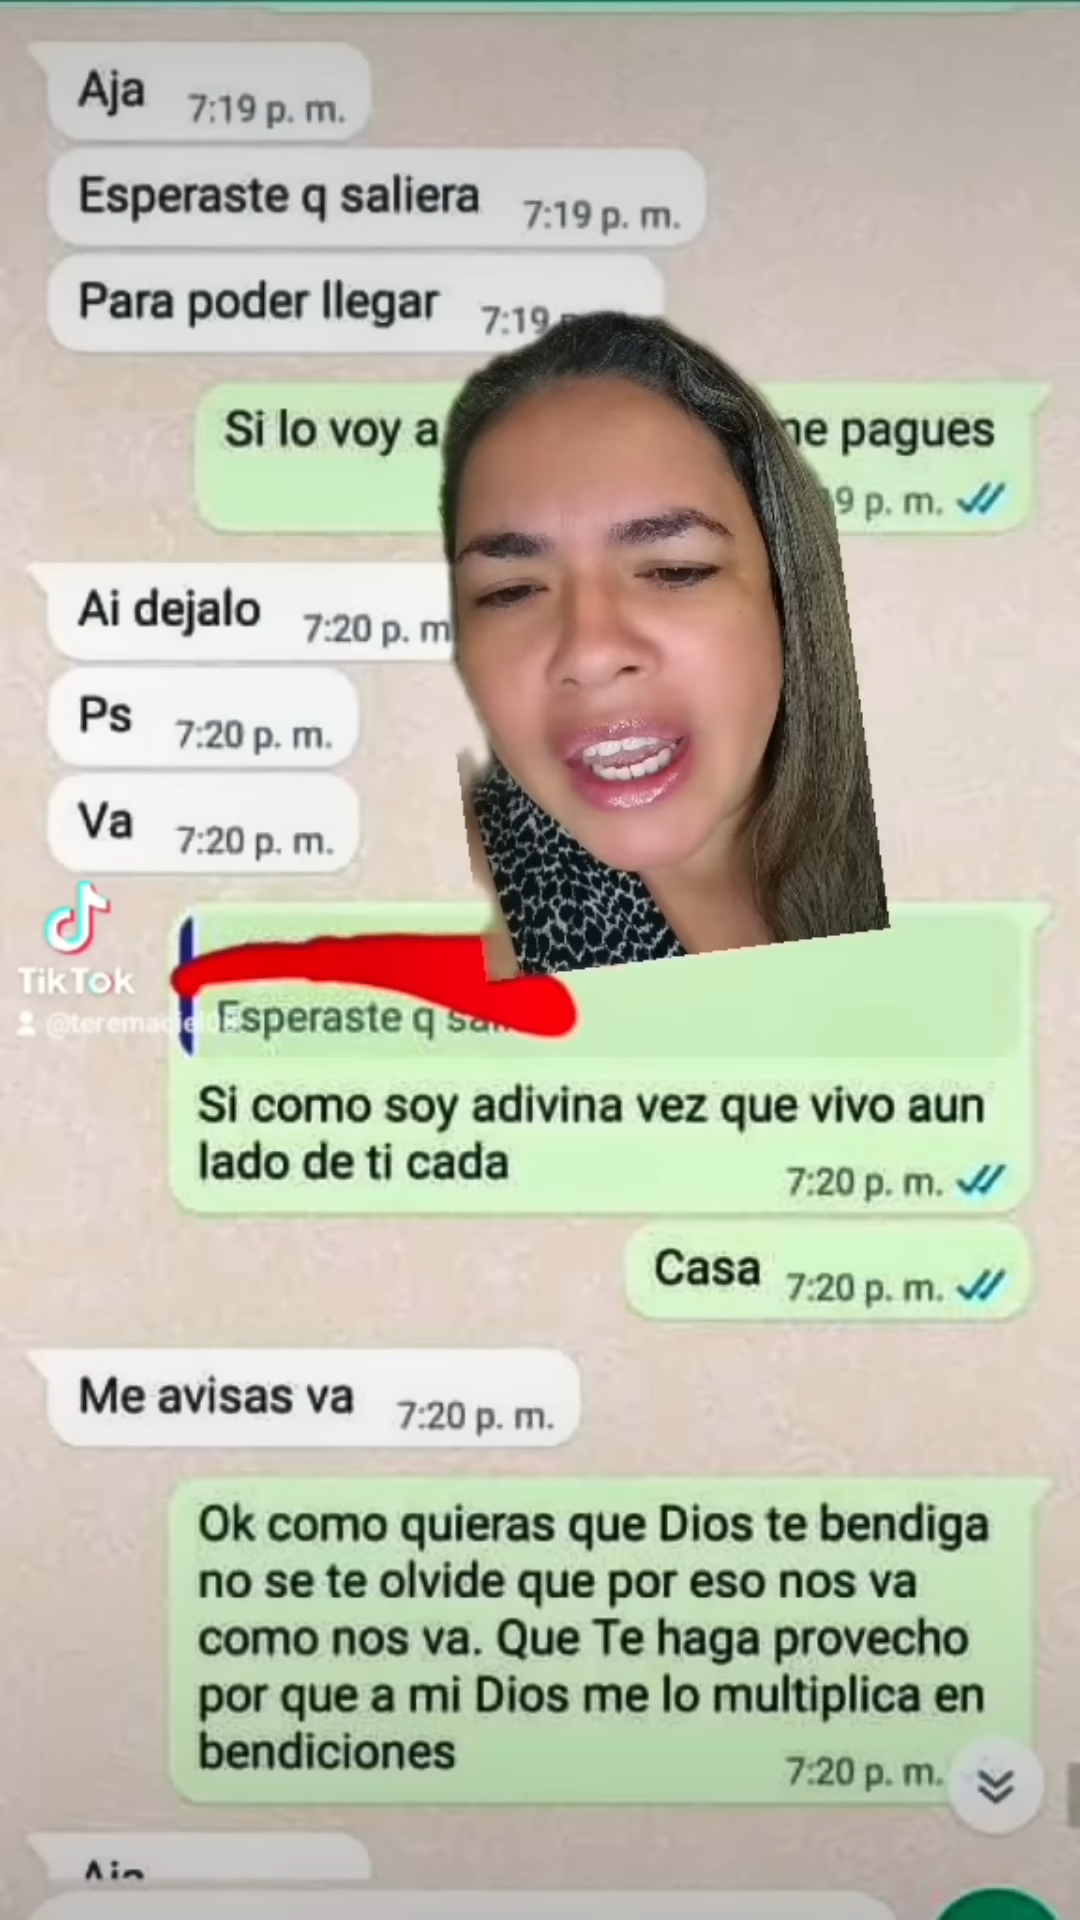 Aja 7:19 p. m.
Esperaste q saliera 7:19 p. m.
Para poder llegar 7:19
Si lo voy a pagues
9 p. m.
Ai dejalo 7:20 p. m
Ps 7:20 p. m.
Va 7:20 p. m.
TikTok
Esperaste q
Si como soy adivina vez que vivo aun
lado de ti cada
7:20 p. m.
Casa 7:20 p. m.
Me avisas va 7:20 p. m.
Ok como quieras que Dios te bendiga
no se te olvide que por eso nos va
como nos va. Que Te haga provecho
por que a mi Dios me lo multiplica en
bendiciones
7:20 p. m.